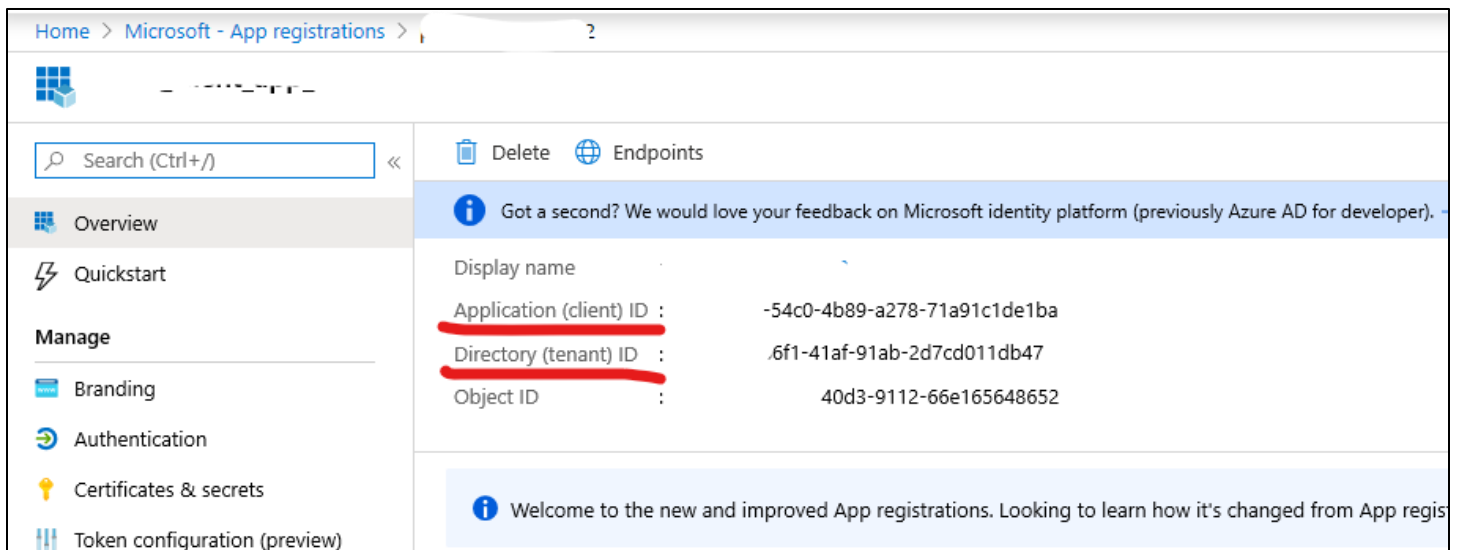 Home > Microsoft - App registrations > 2
Search (Ctrl+/) «
Delete Endpoints
Overview
Got a second? We would love your feedback on Microsoft identity platform (previously Azure AD for developer).
Quickstart
Display name
Application (client) ID : -54c0-4b89-a278-71a91c1de1ba
Manage
Directory (tenant) ID : 6f1-41af-91ab-2d7cd011db47
Branding
Object ID : 40d3-9112-66e165648652
Authentication
Certificates & secrets
Welcome to the new and improved App registrations. Looking to learn how it's changed from App regis
Token configuration (preview)